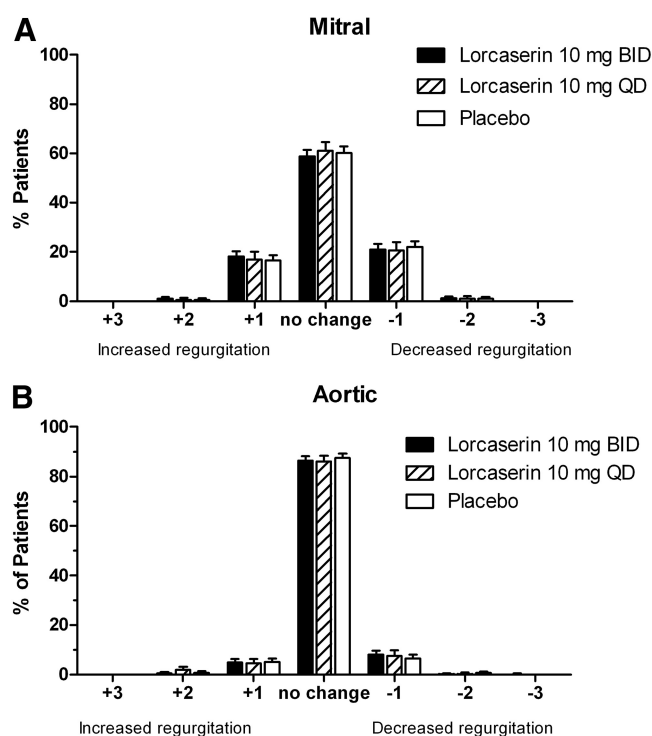 A
Mitral
Lorcaserin 10 mg BID
Lorcaserin 10 mg QD
Placebo
% Patients
100
80
60
40
20
0
+3 +2 +1 no change -1 -2 -3
Increased regurgitation Decreased regurgitation
B
Aortic
Lorcaserin 10 mg BID
Lorcaserin 10 mg QD
Placebo
% of Patients
100
80
60
40
20
0
+3 +2 +1 no change -1 -2 -3
Increased regurgitation Decreased regurgitation